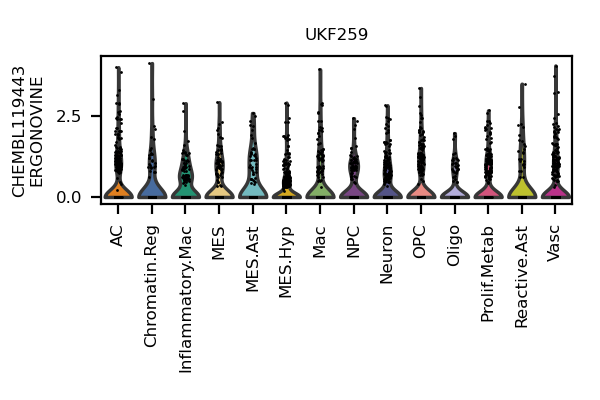 UKF259
CHEMBL119443
ERGONOVINE
2.5
0.0
AC
Chromatin.Reg
Inflammatory.Mac
MES
MES.Ast
MES.Hyp
Mac
NPC
Neuron
OPC
Oligo
Prolif.Metab
Reactive.Ast
Vasc